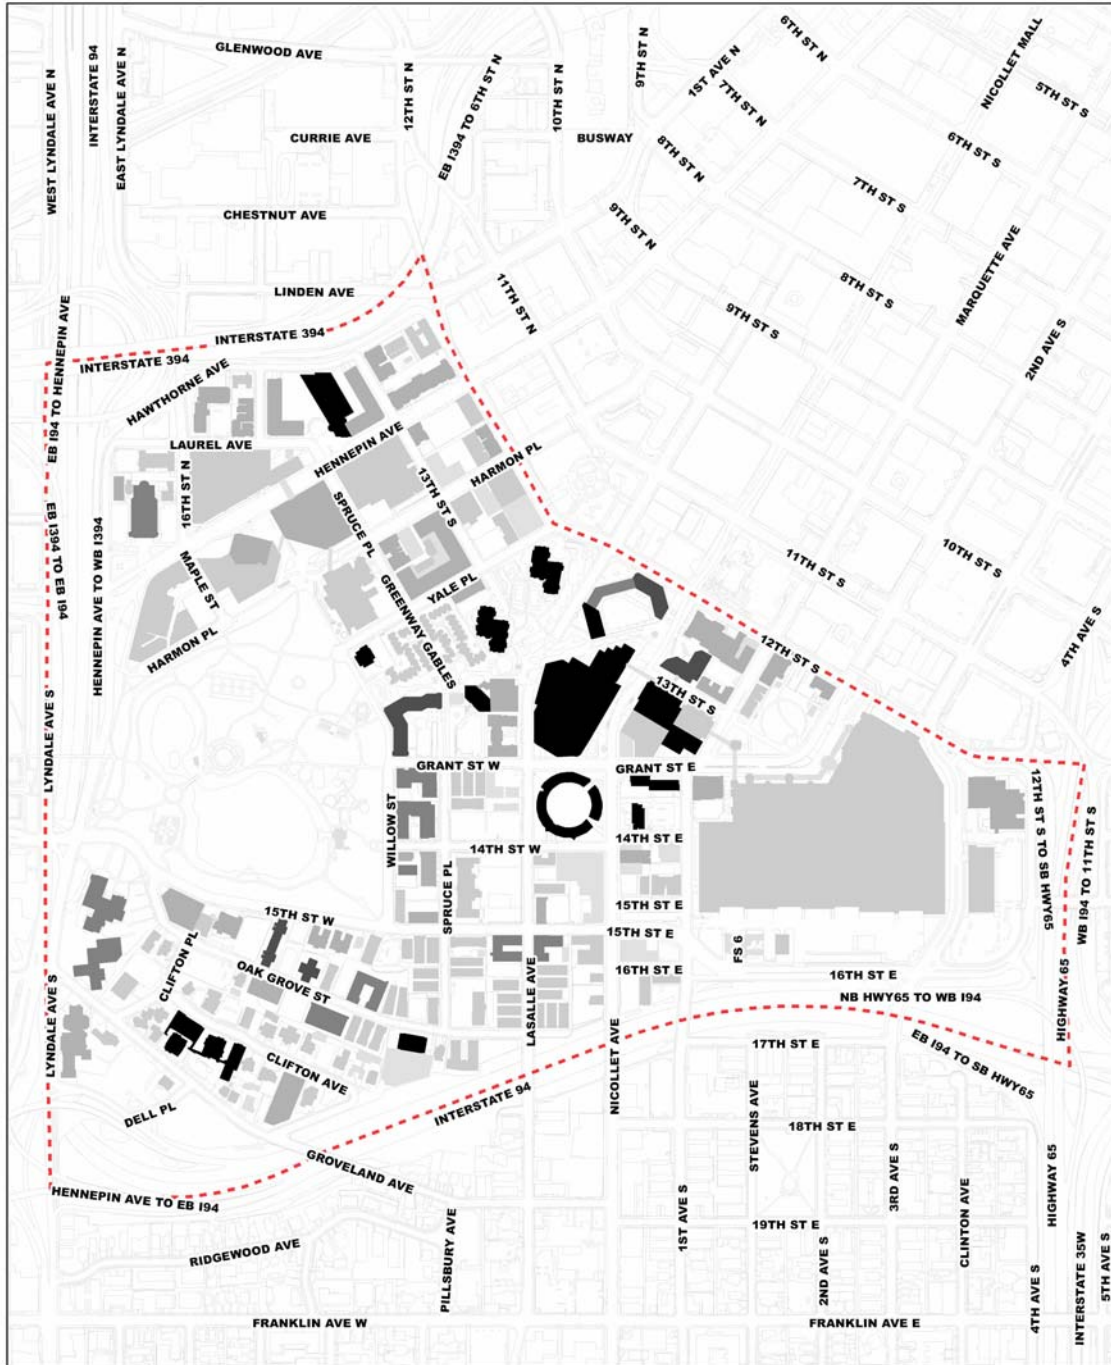 GLENWOOD AVE
6TH ST N
NICOLLET MALL
WEST LYNDALE AVE N
INTERSTATE 94
EAST LYNDALE AVE N
12TH ST N
EB I394 TO 6TH ST N
10TH ST N
9TH ST N
1ST AVE N
7TH ST N
5TH ST S
CURRIE AVE
BUSWAY
8TH ST N
6TH ST S
7TH ST S
CHESTNUT AVE
9TH ST N
MARQUETTE AVE
8TH ST S
LINDEN AVE
11TH ST N
9TH ST S
2ND AVE S
INTERSTATE 394
INTERSTATE 394
EB I94 TO HENNEPIN AVE
HAWTHORNE AVE
LAUREL AVE
HENNEPIN AVE
16TH ST N
13TH ST S
HARMON PL
SPRUCE PL
EB I394 TO EB I94
HENNEPIN AVE TO WB I394
MAPLE ST
HARMON PL
YALE PL
GREENWAY GABLES
11TH ST S
10TH ST S
12TH ST S
4TH AVE S
13TH ST S
LYNDALE AVE S
GRANT ST W
GRANT ST E
WILLOW ST
14TH ST W
14TH ST E
12TH ST S TO SB HWY65
WB I94 TO 11TH ST S
SPRUCE PL
15TH ST W
15TH ST E
15TH ST E
CLIFTON PL
OAK GROVE ST
LASALLE AVE
16TH ST E
FS 6
16TH ST E
NB HWY65 TO WB I94
HIGHWAY 65
LYNDALE AVE S
CLIFTON AVE
NICOLLET AVE
17TH ST E
EB I94 TO SB HWY65
DELL PL
INTERSTATE 94
STEVENS AVE
18TH ST E
GROVELAND AVE
3RD AVE S
HIGHWAY 65
HENNEPIN AVE TO EB I94
RIDGEWOOD AVE
PILLSBURY AVE
1ST AVE S
19TH ST E
2ND AVE S
CLINTON AVE
4TH AVE S
INTERSTATE 35W
5TH AVE S
FRANKLIN AVE W
FRANKLIN AVE E